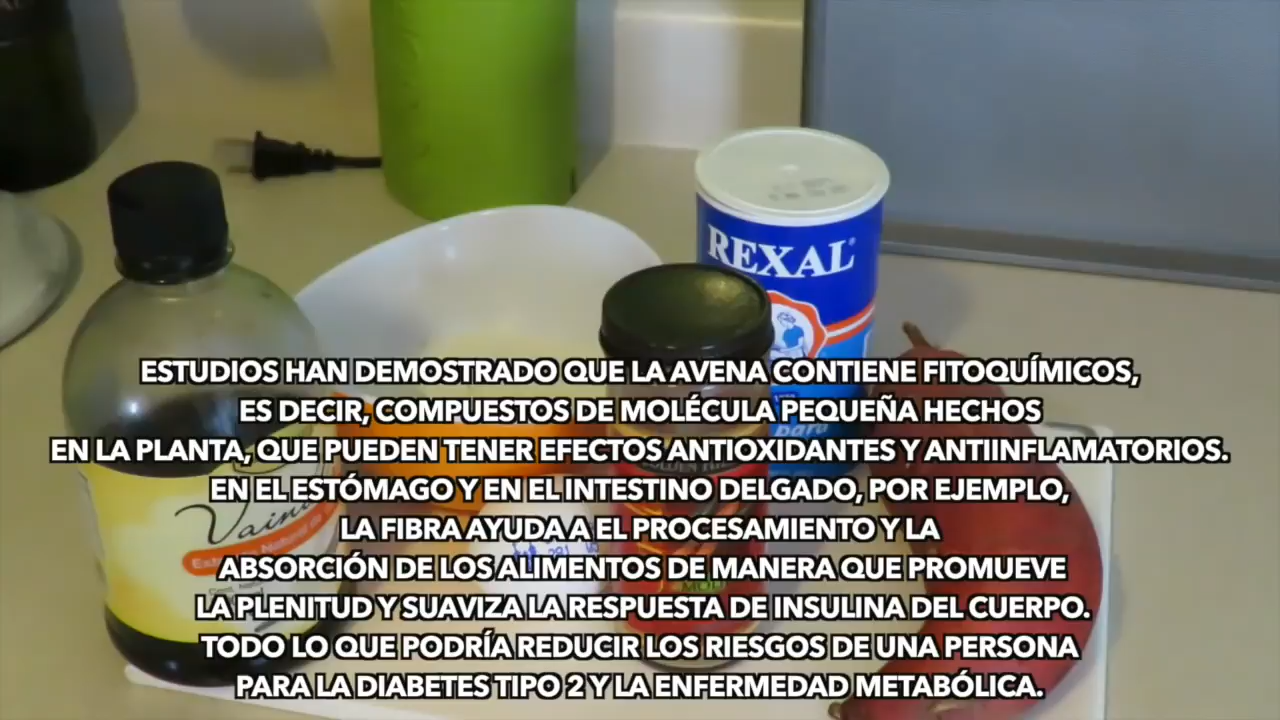 REXAL
ESTUDIOS HAN DEMOSTRADO QUE LA AVENA CONTIENE FITOQUÍMICOS,
ES DECIR, COMPUESTOS DE MOLÉCULA PEQUEÑA HECHOS
EN LA PLANTA, QUE PUEDEN TENER EFECTOS ANTIOXIDANTES Y ANTIINFLAMATORIOS.
EN EL ESTÓMAGO Y EN EL INTESTINO DELGADO, POR EJEMPLO,
LA FIBRA AYUDA A EL PROCESAMIENTO Y LA
ABSORCIÓN DE LOS ALIMENTOS DE MANERA QUE PROMUEVE
LA PLENITUD Y SUAVIZA LA RESPUESTA DE INSULINA DEL CUERPO.
TODO LO QUE PODRÍA REDUCIR LOS RIESGOS DE UNA PERSONA
PARA LA DIABETES TIPO 2 Y LA ENFERMEDAD METABÓLICA.
para